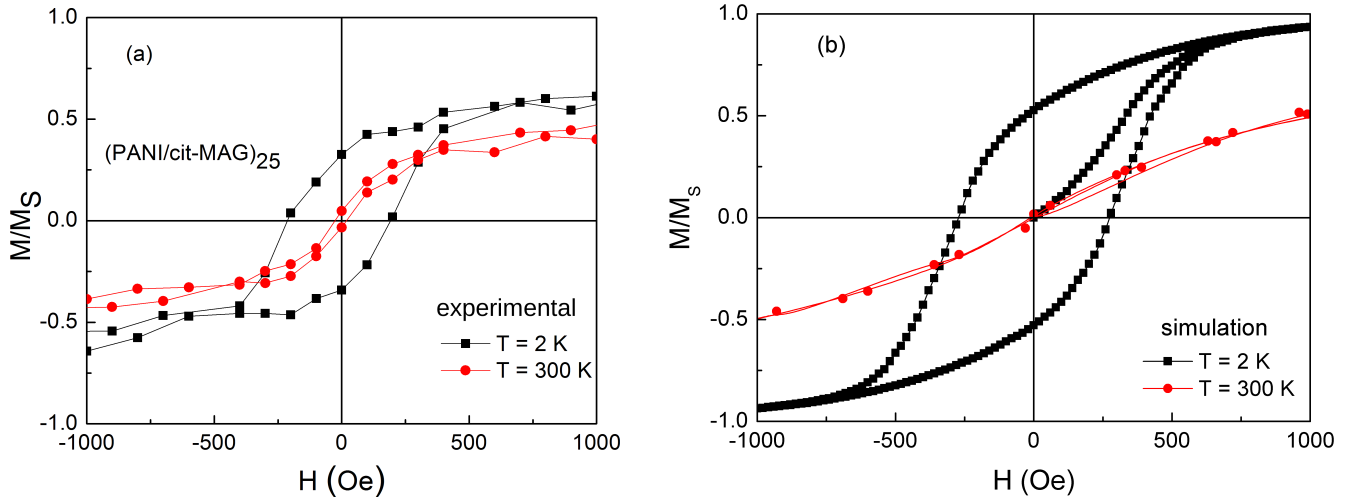 (a)
(PANI/cit-MAG)25
experimental
T = 2 K
T = 300 K
1.0
0.5
0.0
-0.5
-1.0
M/MS
-1000
-500
0
500
1000
H (Oe)
(b)
simulation
T = 2 K
T = 300 K
1.0
0.5
0.0
-0.5
-1.0
M/Ms
-1000
-500
0
500
1000
H (Oe)